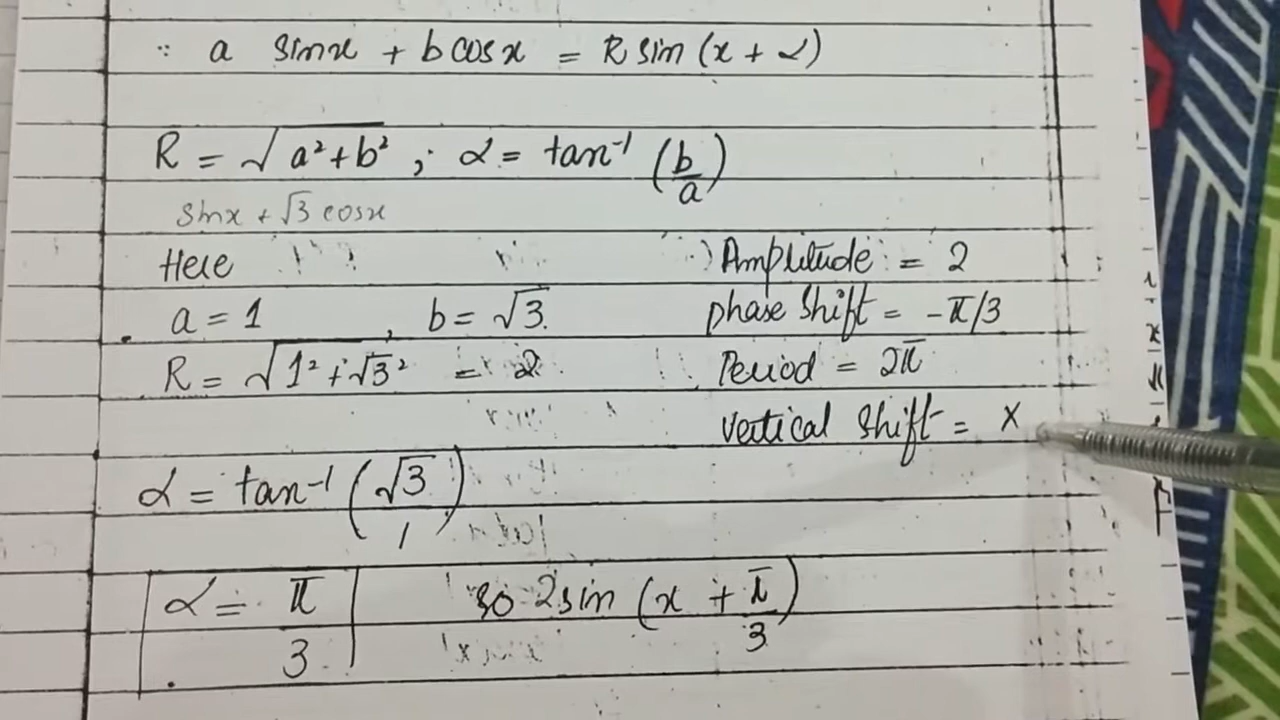 ∵ a sinx + b cosx = R sin (x + α)
R = √a²+b² ; α = tan⁻¹ (b/a)
sinx + √3 cosx
Here
a = 1 , b = √3
R = √1² + √3² = 2
α = tan⁻¹ (√3/1)
α = π/3
so 2sin (x + π/3)
Amplitude = 2
phase shift = -π/3
Period = 2π
vertical shift = x